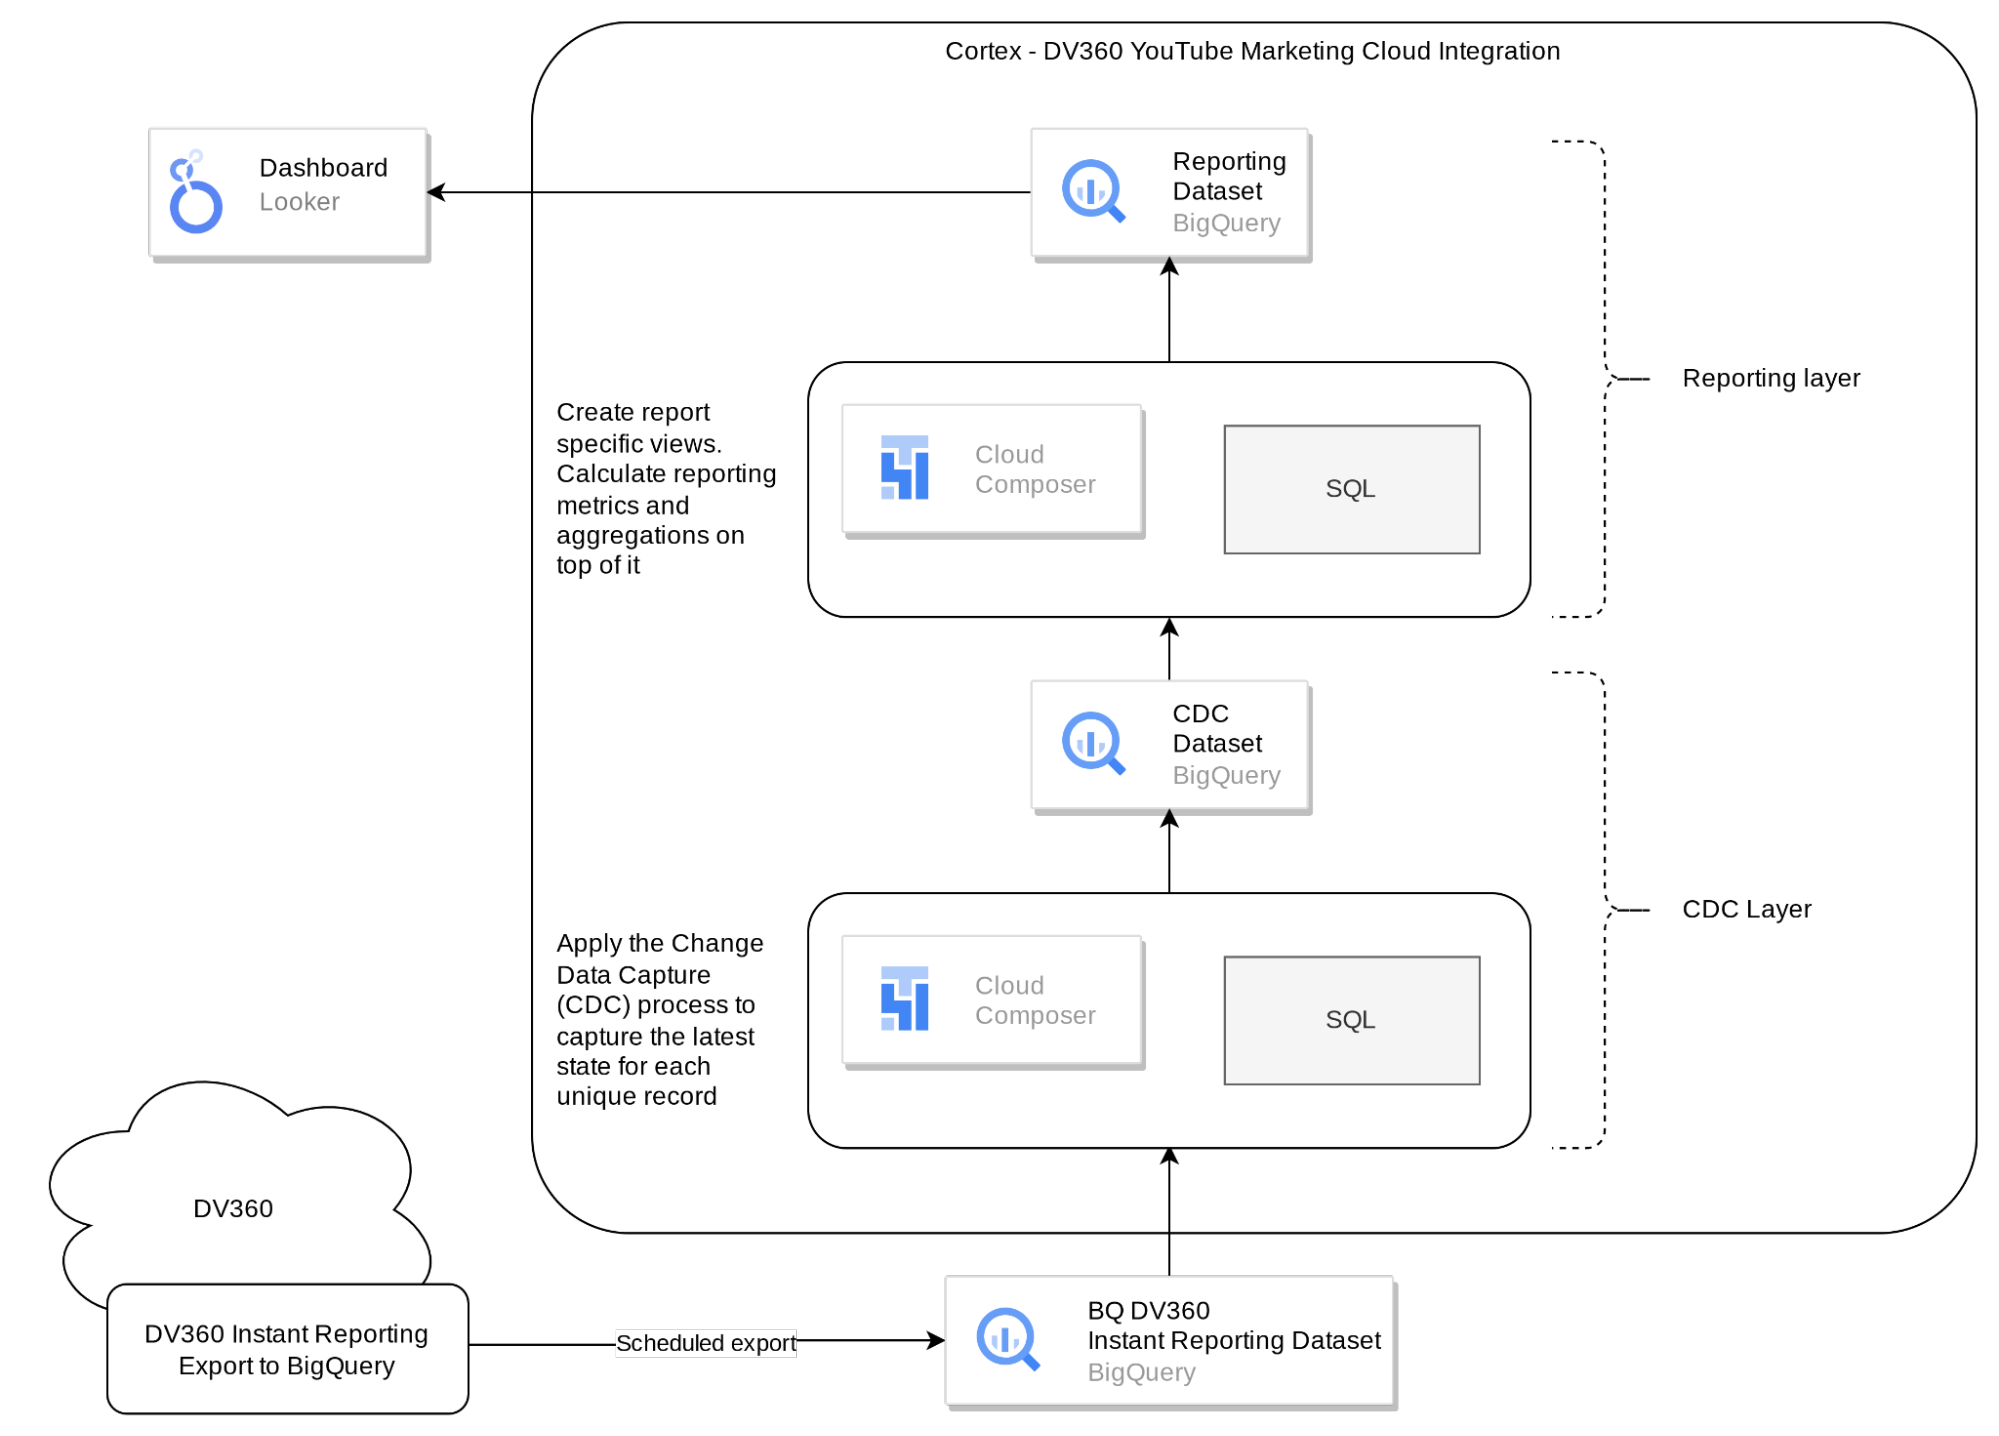 Cortex - DV360 YouTube Marketing Cloud Integration
Dashboard
Looker
Reporting
Dataset
BigQuery
Reporting layer
Create report
specific views.
Calculate reporting
metrics and
aggregations on
top of it
Cloud
Composer
SQL
CDC
Dataset
BigQuery
CDC Layer
Apply the Change
Data Capture
(CDC) process to
capture the latest
state for each
unique record
Cloud
Composer
SQL
DV360
DV360 Instant Reporting
Export to BigQuery
Scheduled export
BQ DV360
Instant Reporting Dataset
BigQuery